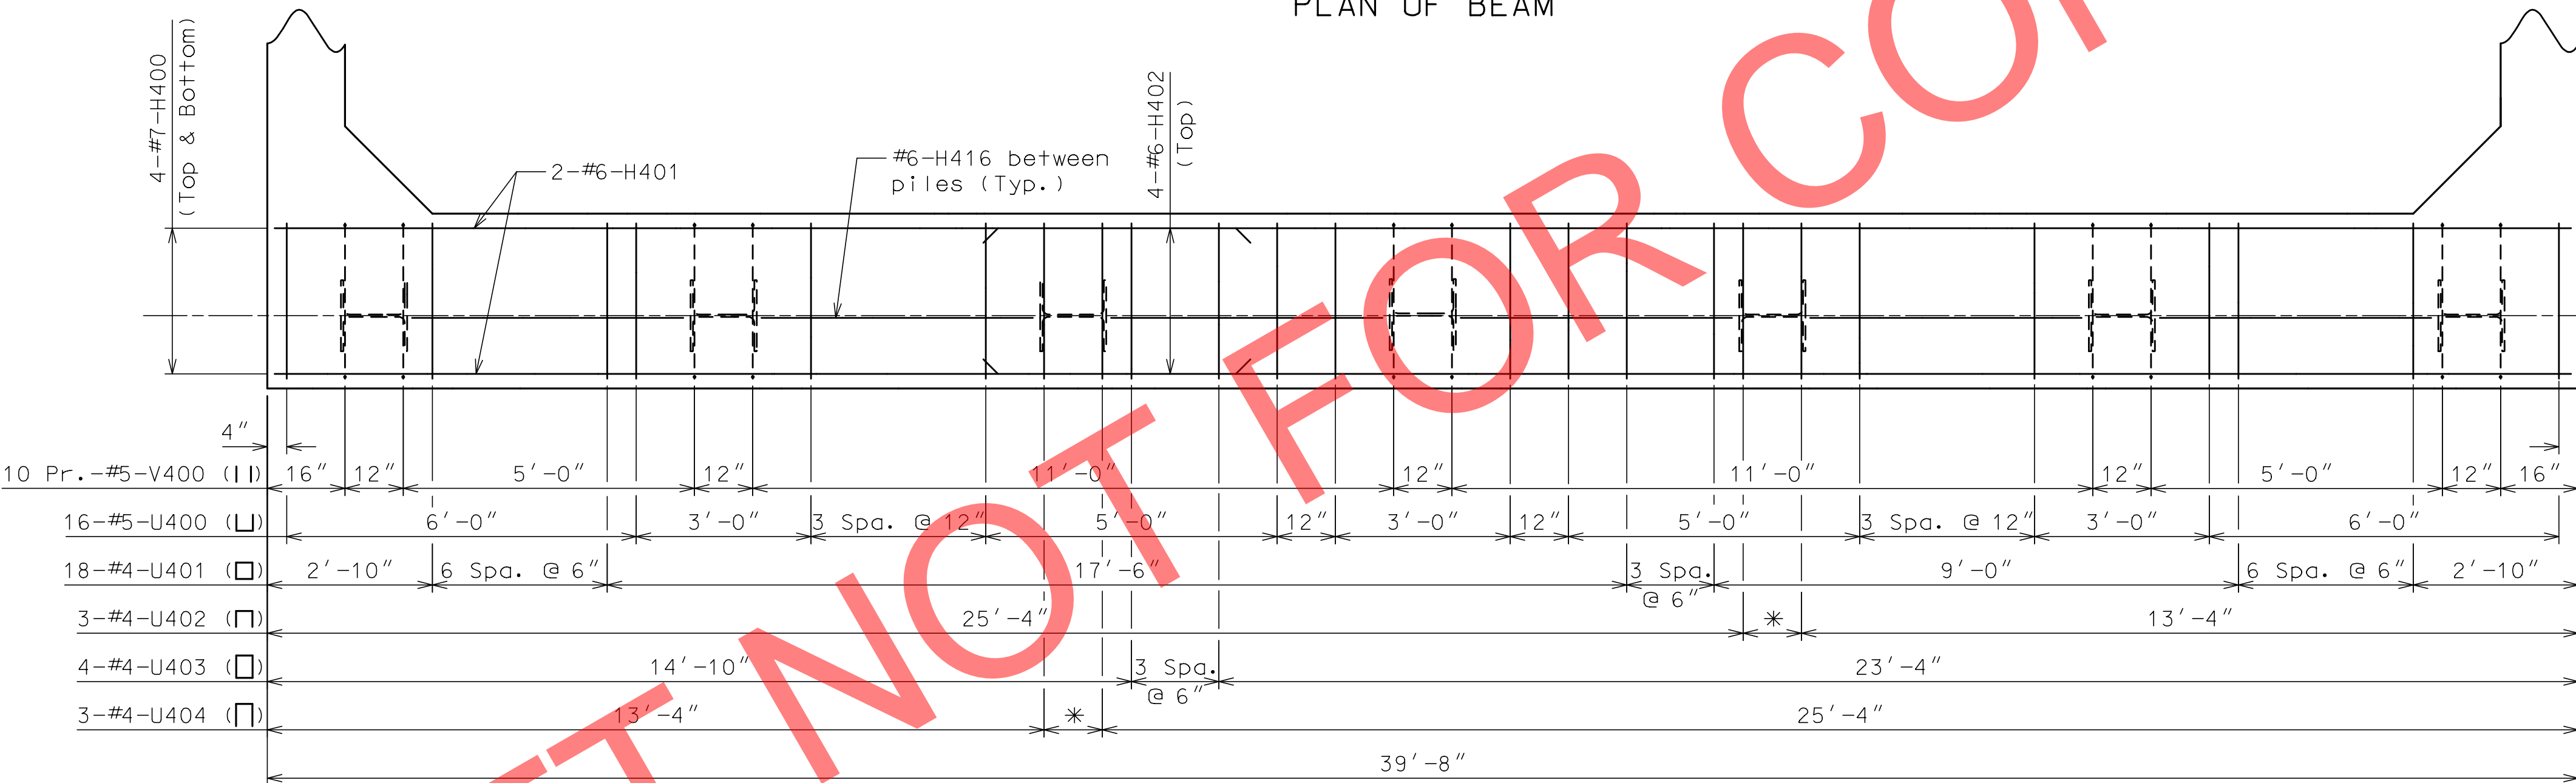 PLAN OF BEAM
4-#7-H400
(Top & Bottom)
2-#6-H401
#6-H416 between
piles (Typ.)
4-#6-H402
(Top)
4"
10 Pr.-#5-V400 ( ) 16" 12" 5'-0" 12" 11'-0" 12" 11'-0" 12" 5'-0" 12" 16"
16-#5-U400 ( ) 6'-0" 3'-0" 3 Spa. @ 12" 5'-0" 12" 3'-0" 12" 5'-0" 3 Spa. @ 12" 3'-0" 6'-0"
18-#4-U401 ( ) 2'-10" 6 Spa. @ 6" 17'-6" 3 Spa. 9'-0" 6 Spa. @ 6" 2'-10"
@ 6"
3-#4-U402 ( ) 25'-4" * 13'-4"
4-#4-U403 ( ) 14'-10" 3 Spa. 23'-4"
@ 6"
3-#4-U404 ( ) 13'-4" * 25'-4"
39'-8"
NOT FOR